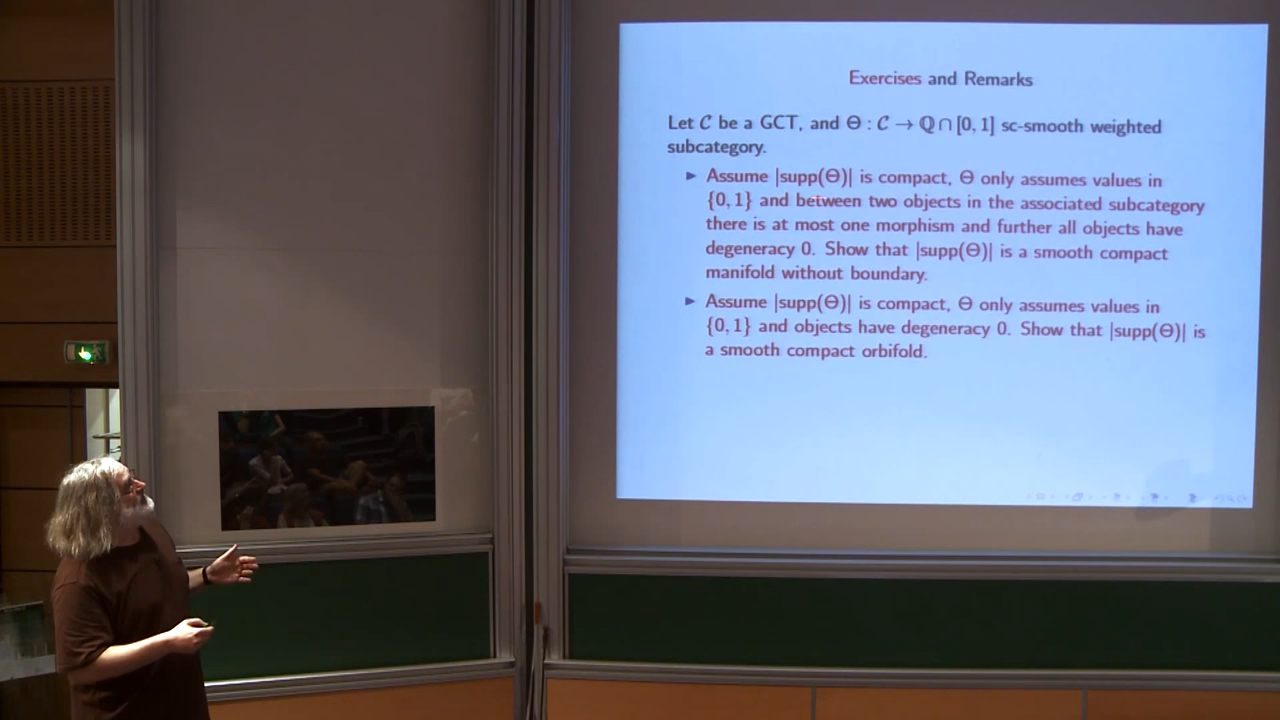 Exercises and Remarks
Let 𝒞 be a GCT, and Θ : 𝒞 → ℚ ∩ [0, 1] sc-smooth weighted
subcategory.
▶ Assume |supp(Θ)| is compact, Θ only assumes values in
{0, 1} and between two objects in the associated subcategory
there is at most one morphism and further all objects have
degeneracy 0. Show that |supp(Θ)| is a smooth compact
manifold without boundary.
▶ Assume |supp(Θ)| is compact, Θ only assumes values in
{0, 1} and objects have degeneracy 0. Show that |supp(Θ)| is
a smooth compact orbifold.